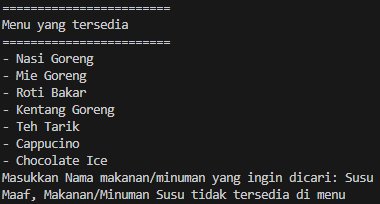 ========================
Menu yang tersedia
========================
- Nasi Goreng
- Mie Goreng
- Roti Bakar
- Kentang Goreng
- Teh Tarik
- Cappucino
- Chocolate Ice
Masukkan Nama makanan/minuman yang ingin dicari: Susu
Maaf, Makanan/Minuman Susu tidak tersedia di menu